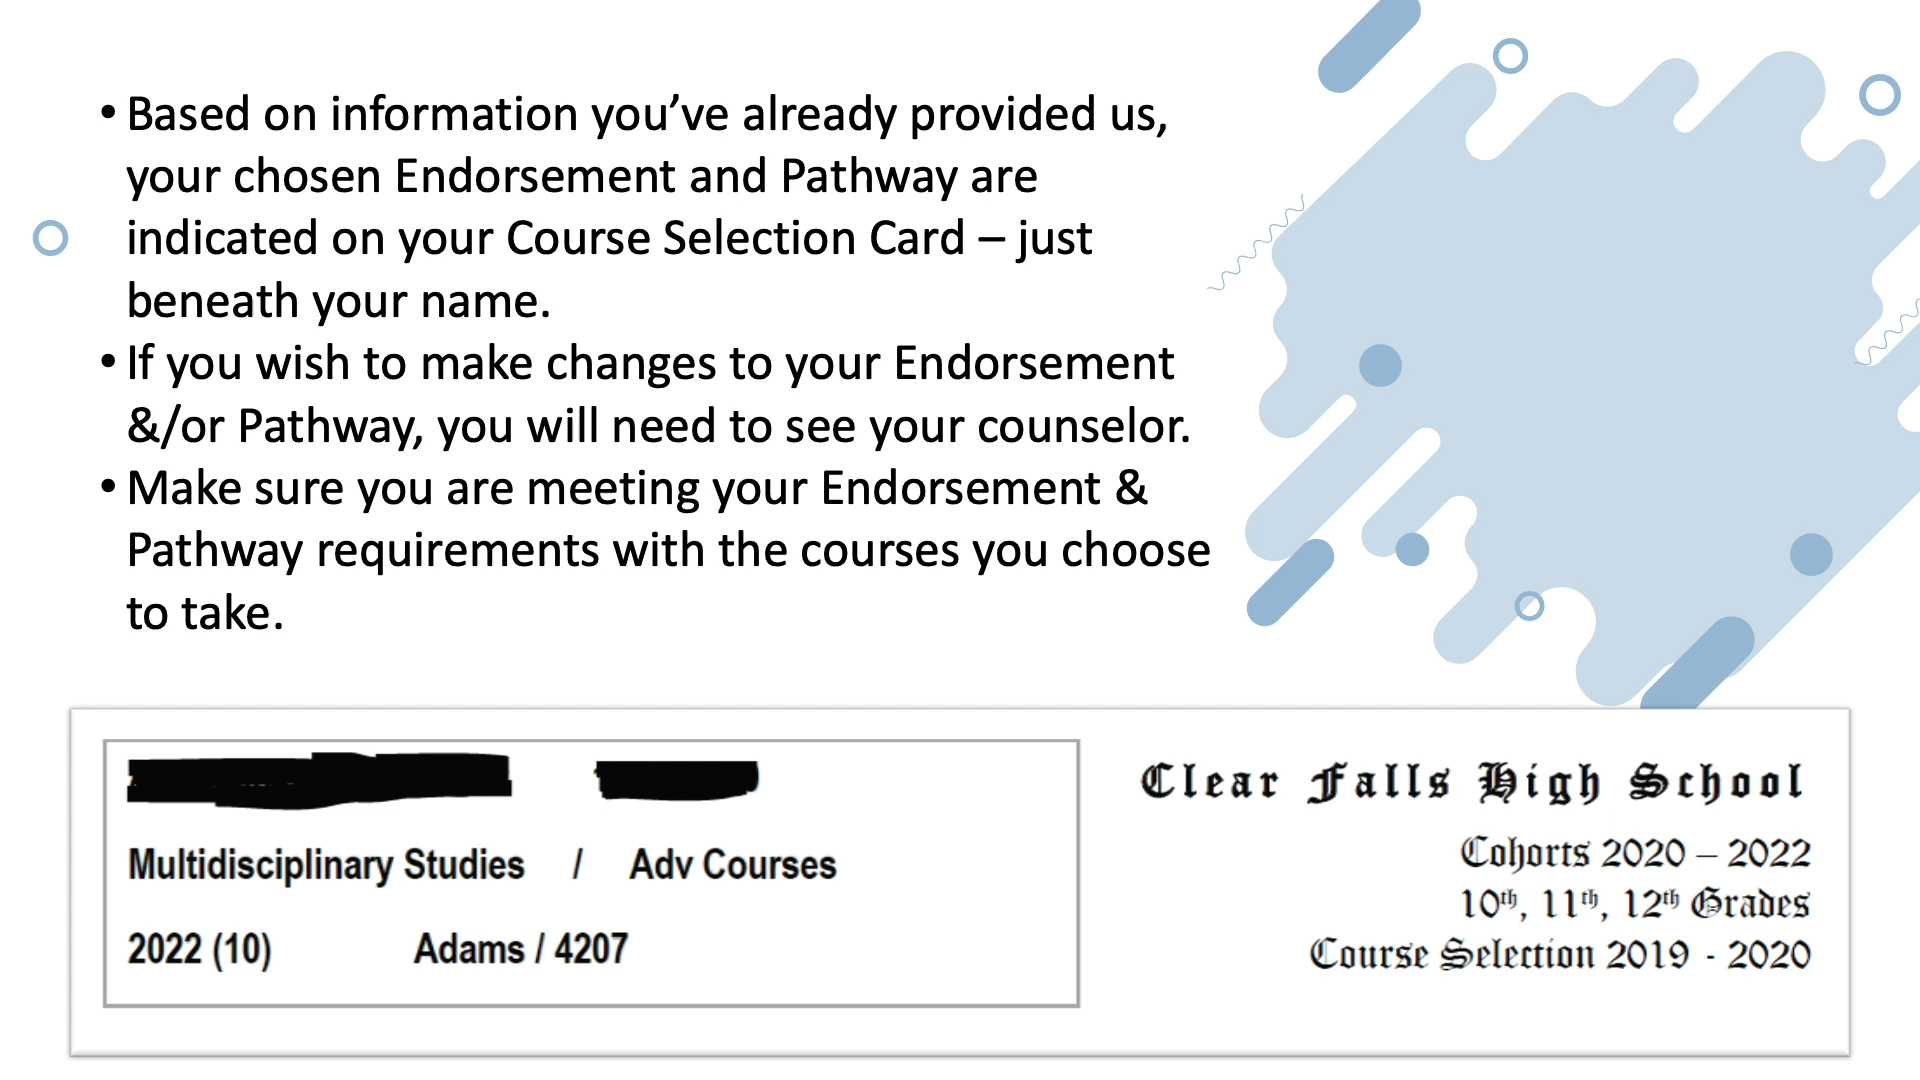 • Based on information you’ve already provided us,
your chosen Endorsement and Pathway are
indicated on your Course Selection Card – just
beneath your name.
• If you wish to make changes to your Endorsement
&/or Pathway, you will need to see your counselor.
• Make sure you are meeting your Endorsement &
Pathway requirements with the courses you choose
to take.
Multidisciplinary Studies / Adv Courses
2022 (10) Adams / 4207
Clear Falls High School
Cohorts 2020 – 2022
10th, 11th, 12th Grades
Course Selection 2019 - 2020